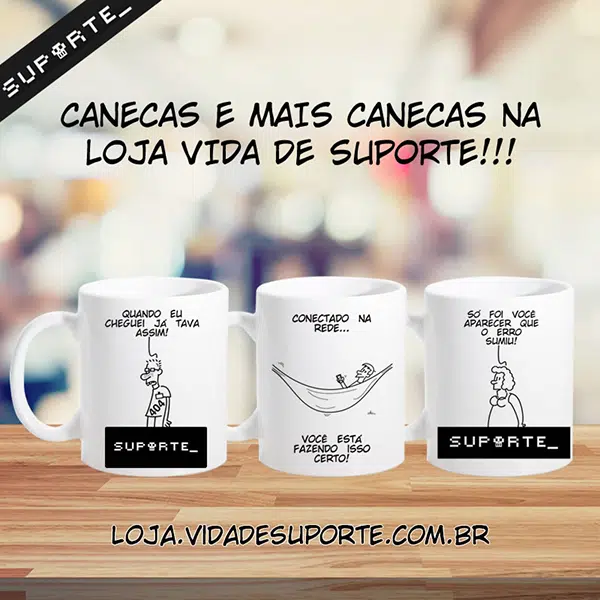 SUPORTE_
CANECAS E MAIS CANECAS NA
LOJA VIDA DE SUPORTE!!!
QUANDO EU
CHEGUEI JÁ TAVA
ASSIM!
404
SUPORTE_
CONECTADO NA
REDE...
VOCÊ ESTÁ
FAZENDO ISSO
CERTO!
SÓ FOI VOCÊ
APARECER QUE
O ERRO
SUMIU!
SUPORTE_
LOJA.VIDADESUPORTE.COM.BR